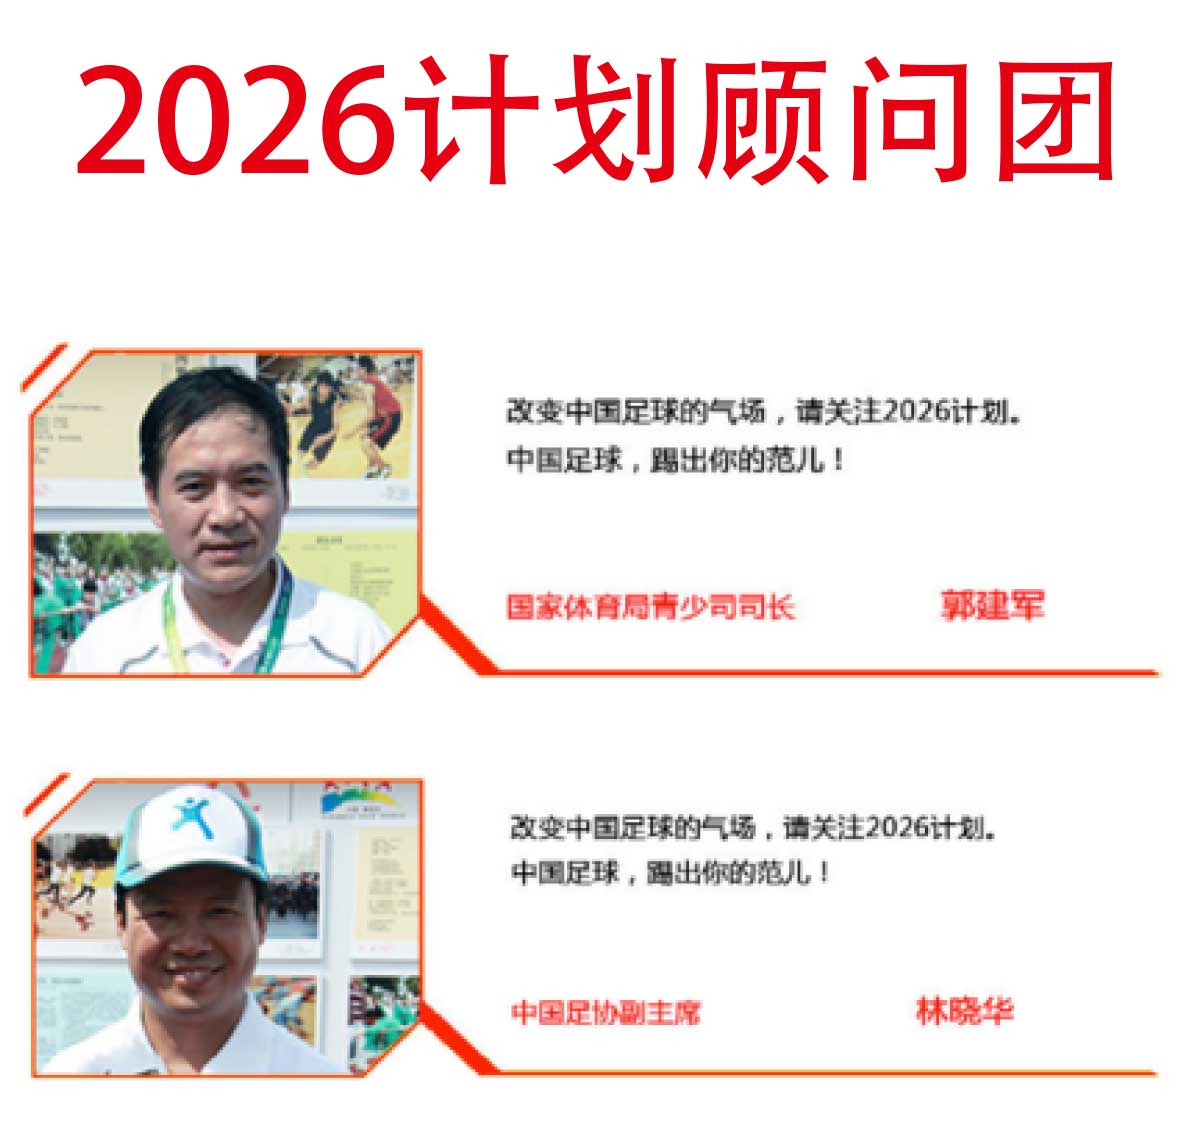 2026计划顾问团
改变中国足球的气场，请关注2026计划。
中国足球，踢出你的范儿！
国家体育局青少司司长 郭建军
改变中国足球的气场，请关注2026计划。
中国足球，踢出你的范儿！
中国足协副主席 林晓华